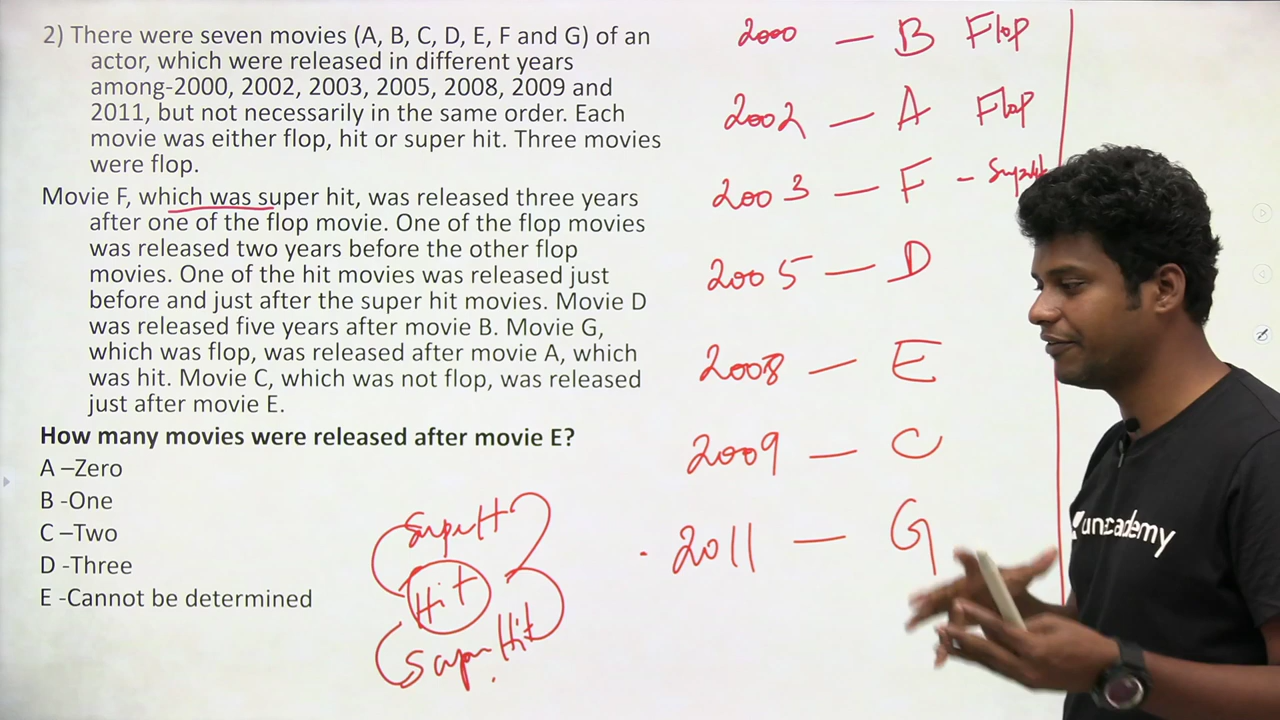 2) There were seven movies (A, B, C, D, E, F and G) of an
actor, which were released in different years
among-2000, 2002, 2003, 2005, 2008, 2009 and
2011, but not necessarily in the same order. Each
movie was either flop, hit or super hit. Three movies
were flop.
Movie F, which was super hit, was released three years
after one of the flop movie. One of the flop movies
was released two years before the other flop
movies. One of the hit movies was released just
before and just after the super hit movies. Movie D
was released five years after movie B. Movie G,
which was flop, was released after movie A, which
was hit. Movie C, which was not flop, was released
just after movie E.
How many movies were released after movie E?
A –Zero
B -One
C –Two
D -Three
E -Cannot be determined
SuperH
Hit
Super Hit
2000 — B Flop
2002 — A Flop
2003 — F –
2005 — D
2008 — E
2009 — C
2011 — G
unacademy